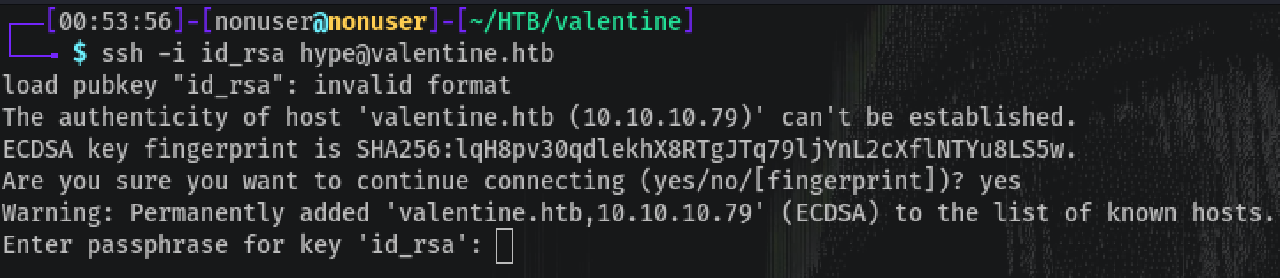 [00:53:56]-[nonuser@nonuser]-[~/HTB/valentine]
$ ssh -i id_rsa hype@valentine.htb
load pubkey "id_rsa": invalid format
The authenticity of host 'valentine.htb (10.10.10.79)' can't be established.
ECDSA key fingerprint is SHA256:lqH8pv30qdlekhX8RTgJTq79ljYnL2cXflNTYu8LS5w.
Are you sure you want to continue connecting (yes/no/[fingerprint])? yes
Warning: Permanently added 'valentine.htb,10.10.10.79' (ECDSA) to the list of known hosts.
Enter passphrase for key 'id_rsa':